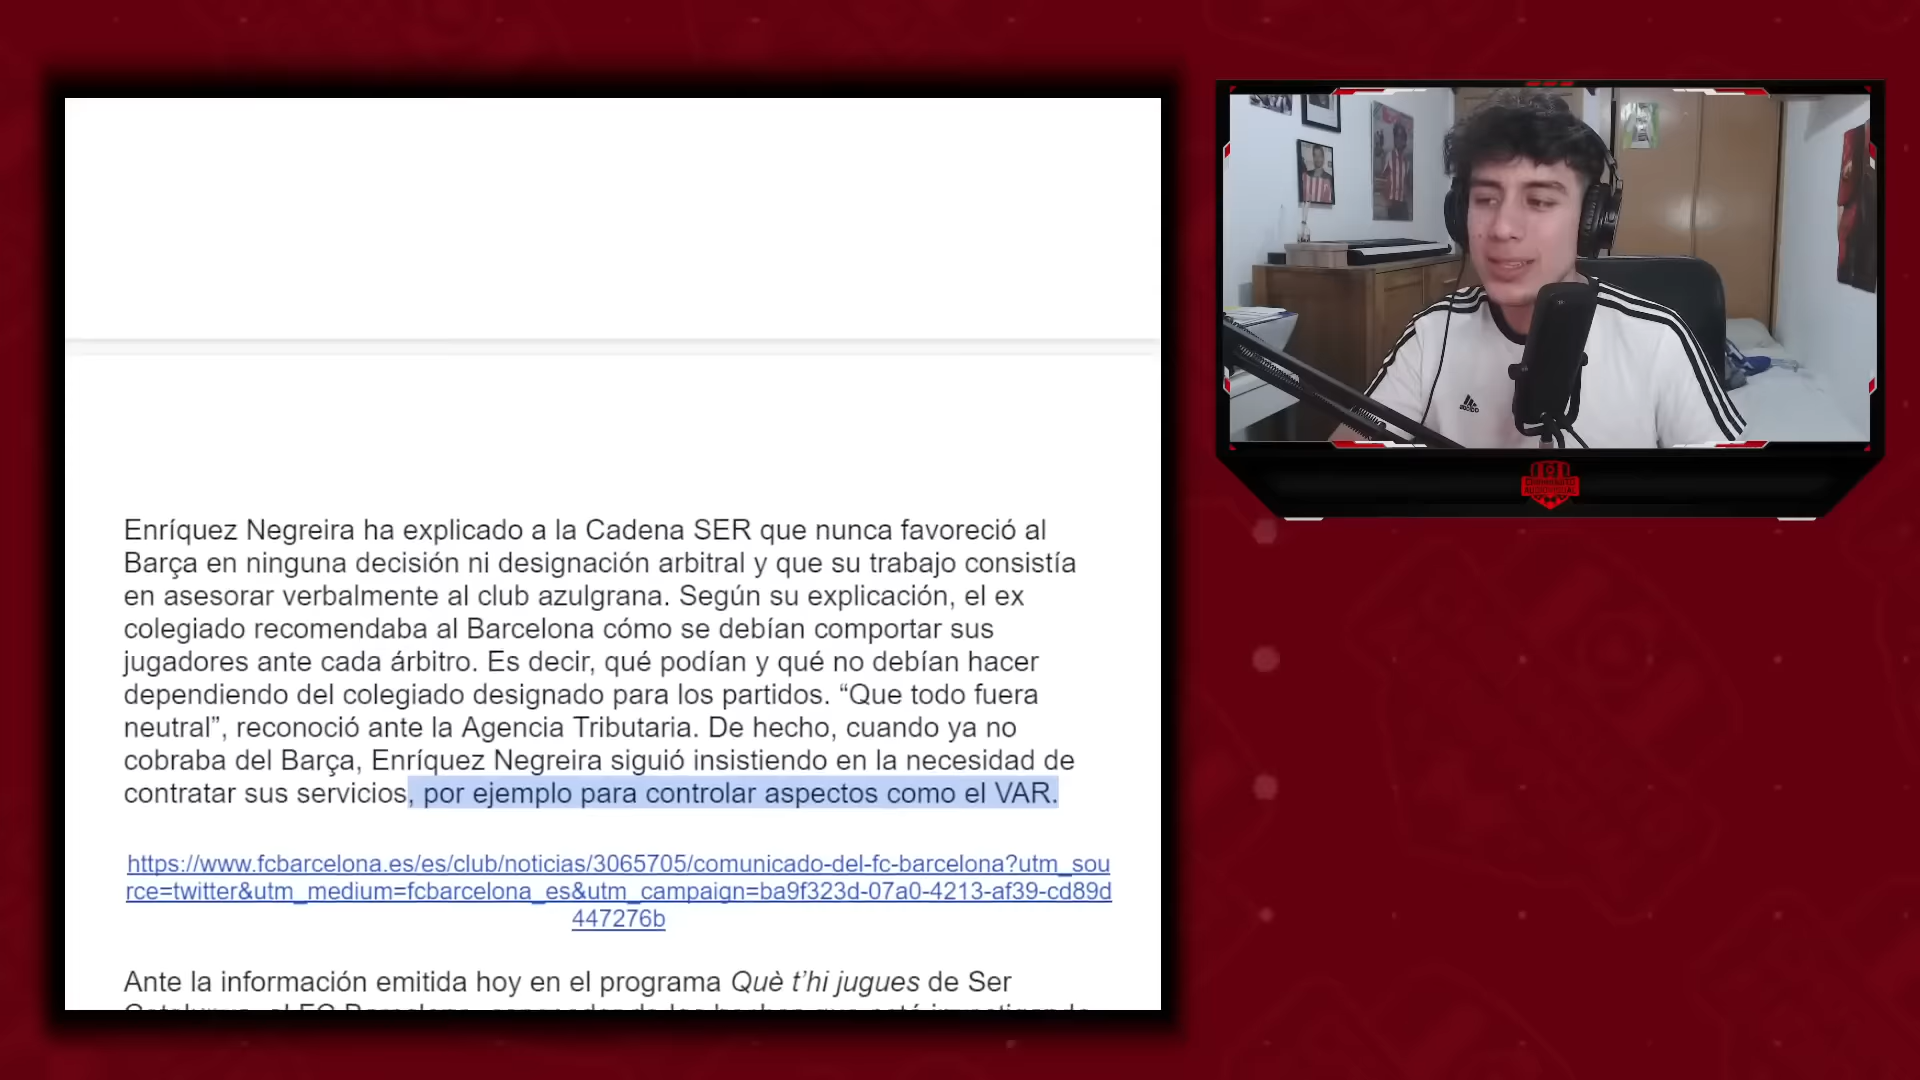 Enríquez Negreira ha explicado a la Cadena SER que nunca favoreció al
Barça en ninguna decisión ni designación arbitral y que su trabajo consistía
en asesorar verbalmente al club azulgrana. Según su explicación, el ex
colegiado recomendaba al Barcelona cómo se debían comportar sus
jugadores ante cada árbitro. Es decir, qué podían y qué no debían hacer
dependiendo del colegiado designado para los partidos. “Que todo fuera
neutral”, reconoció ante la Agencia Tributaria. De hecho, cuando ya no
cobraba del Barça, Enríquez Negreira siguió insistiendo en la necesidad de
contratar sus servicios, por ejemplo para controlar aspectos como el VAR.
https://www.fcbarcelona.es/es/club/noticias/3065705/comunicado-del-fc-barcelona?utm_sou
rce=twitter&utm_medium=fcbarcelona_es&utm_campaign=ba9f323d-07a0-4213-af39-cd89d
447276b
Ante la información emitida hoy en el programa Què t’hi jugues de Ser
adidas